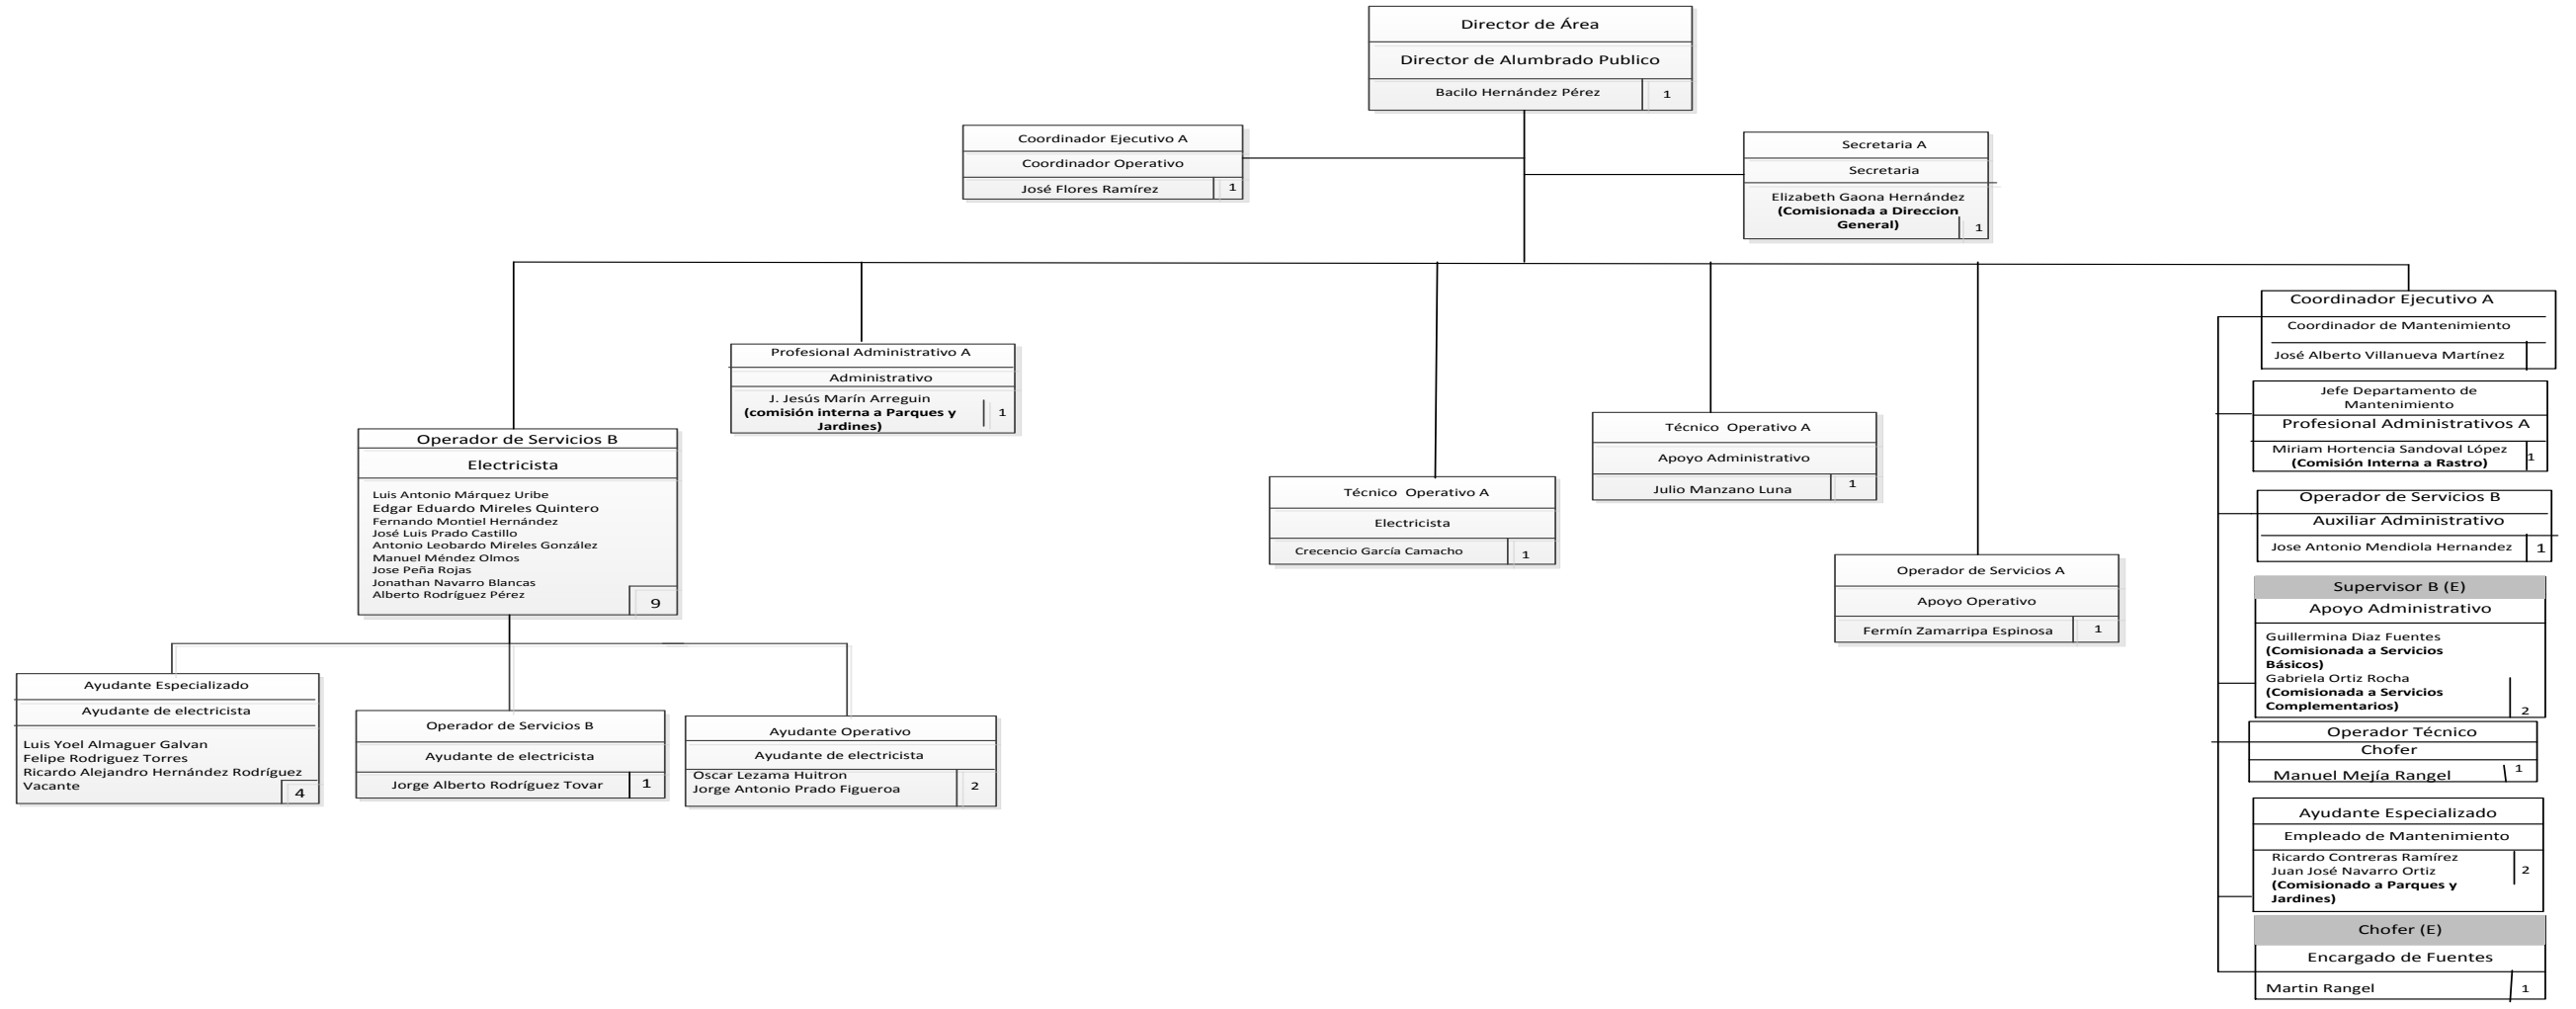 Director de Área
Director de Alumbrado Publico
Bacilo Hernández Pérez
1
Coordinador Ejecutivo A
Coordinador Operativo
José Flores Ramírez
1
Secretaria A
Secretaria
Elizabeth Gaona Hernández
(Comisionada a Direccion
General)
1
Operador de Servicios B
Electricista
Luis Antonio Márquez Uribe
Edgar Eduardo Mireles Quintero
Fernando Montiel Hernández
José Luis Prado Castillo
Antonio Leobardo Mireles González
Manuel Méndez Olmos
Jose Peña Rojas
Jonathan Navarro Blancas
Alberto Rodríguez Pérez
9
Profesional Administrativo A
Administrativo
J. Jesús Marín Arreguin
(comisión interna a Parques y
Jardines)
1
Técnico Operativo A
Electricista
Crecencio García Camacho
1
Técnico Operativo A
Apoyo Administrativo
Julio Manzano Luna
1
Operador de Servicios A
Apoyo Operativo
Fermín Zamarripa Espinosa
1
Ayudante Especializado
Ayudante de electricista
Luis Yoel Almaguer Galvan
Felipe Rodriguez Torres
Ricardo Alejandro Hernández Rodríguez
Vacante
4
Operador de Servicios B
Ayudante de electricista
Jorge Alberto Rodríguez Tovar
1
Ayudante Operativo
Ayudante de electricista
Oscar Lezama Huitron
Jorge Antonio Prado Figueroa
2
Coordinador Ejecutivo A
Coordinador de Mantenimiento
José Alberto Villanueva Martínez
Jefe Departamento de
Mantenimiento
Profesional Administrativos A
Miriam Hortencia Sandoval López
(Comisión Interna a Rastro)
1
Operador de Servicios B
Auxiliar Administrativo
Jose Antonio Mendiola Hernandez
1
Supervisor B (E)
Apoyo Administrativo
Guillermina Diaz Fuentes
(Comisionada a Servicios
Básicos)
Gabriela Ortiz Rocha
(Comisionada a Servicios
Complementarios)
2
Operador Técnico
Chofer
Manuel Mejía Rangel
1
Ayudante Especializado
Empleado de Mantenimiento
Ricardo Contreras Ramírez
Juan José Navarro Ortiz
(Comisionado a Parques y
Jardines)
2
Chofer (E)
Encargado de Fuentes
Martin Rangel
1